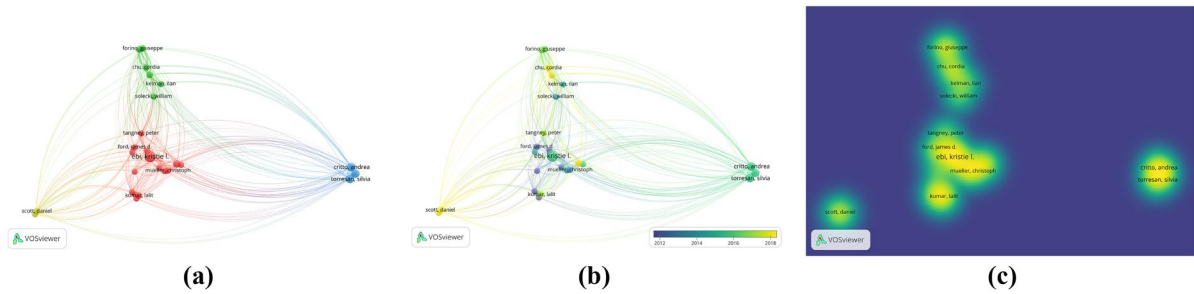 forino, giuseppe
chu, cordia
kelman, ilan
solecki, william
tangney, peter
ford, james d.
ebi, kristie l.
mueller, christoph
critto, andrea
torresan, silvia
kumar, lalit
scott, daniel
VOSviewer
(a)
forino, giuseppe
chu, cordia
kelman, ilan
solecki, william
tangney, peter
ford, james d.
ebi, kristie l.
mueller, christoph
critto, andrea
torresan, silvia
kumar, lalit
scott, daniel
VOSviewer
2012 2014 2016 2018
(b)
forino, giuseppe
chu, cordia
kelman, ilan
solecki, william
tangney, peter
ford, james d.
ebi, kristie l.
mueller, christoph
critto, andrea
torresan, silvia
kumar, lalit
scott, daniel
VOSviewer
(c)